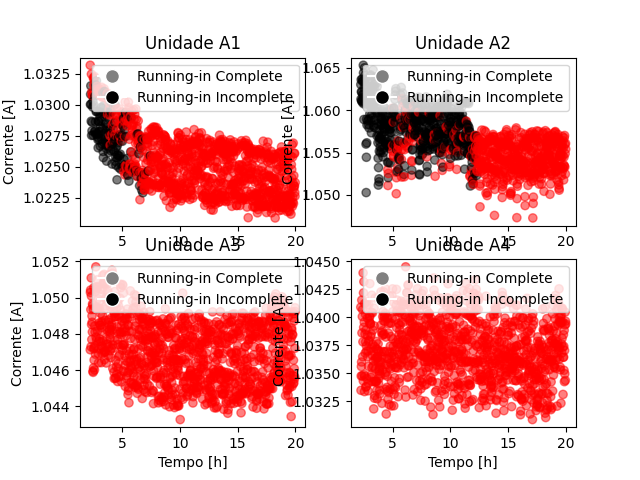 Unidade A1
Corrente [A]
1.0325
1.0300
1.0275
1.0250
1.0225
5
10
15
20
Running-in Complete
Running-in Incomplete
Unidade A2
Corrente [A]
1.065
1.060
1.055
1.050
5
10
15
20
Running-in Complete
Running-in Incomplete
Unidade A3
Corrente [A]
1.052
1.050
1.048
1.046
1.044
5
10
15
20
Tempo [h]
Running-in Complete
Running-in Incomplete
Unidade A4
Corrente [A]
1.0450
1.0425
1.0400
1.0375
1.0350
1.0325
5
10
15
20
Tempo [h]
Running-in Complete
Running-in Incomplete